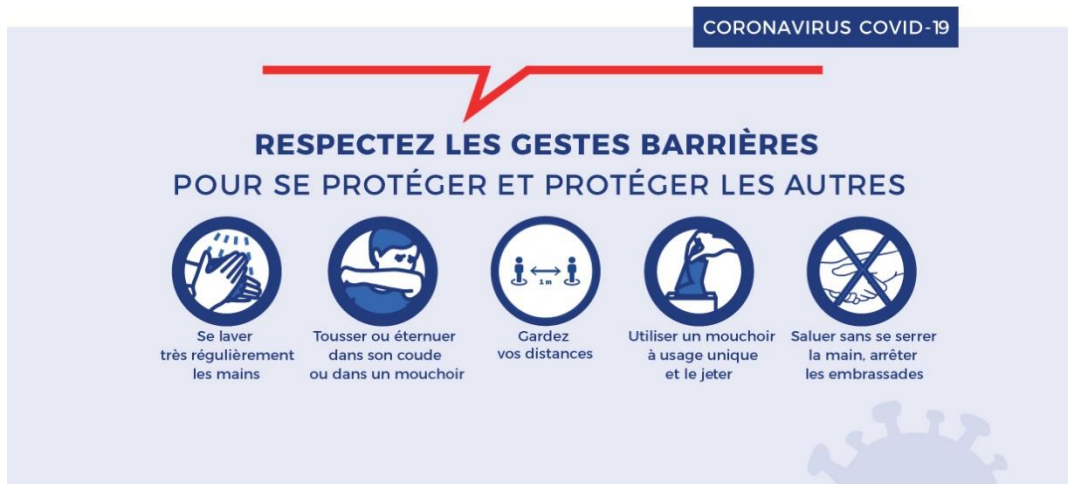 CORONAVIRUS COVID-19
RESPECTEZ LES GESTES BARRIÈRES
POUR SE PROTÉGER ET PROTÉGER LES AUTRES
1 m
Se laver
très régulièrement
les mains
Tousser ou éternuer
dans son coude
ou dans un mouchoir
Gardez
vos distances
Utiliser un mouchoir
à usage unique
et le jeter
Saluer sans se serrer
la main, arrêter
les embrassades